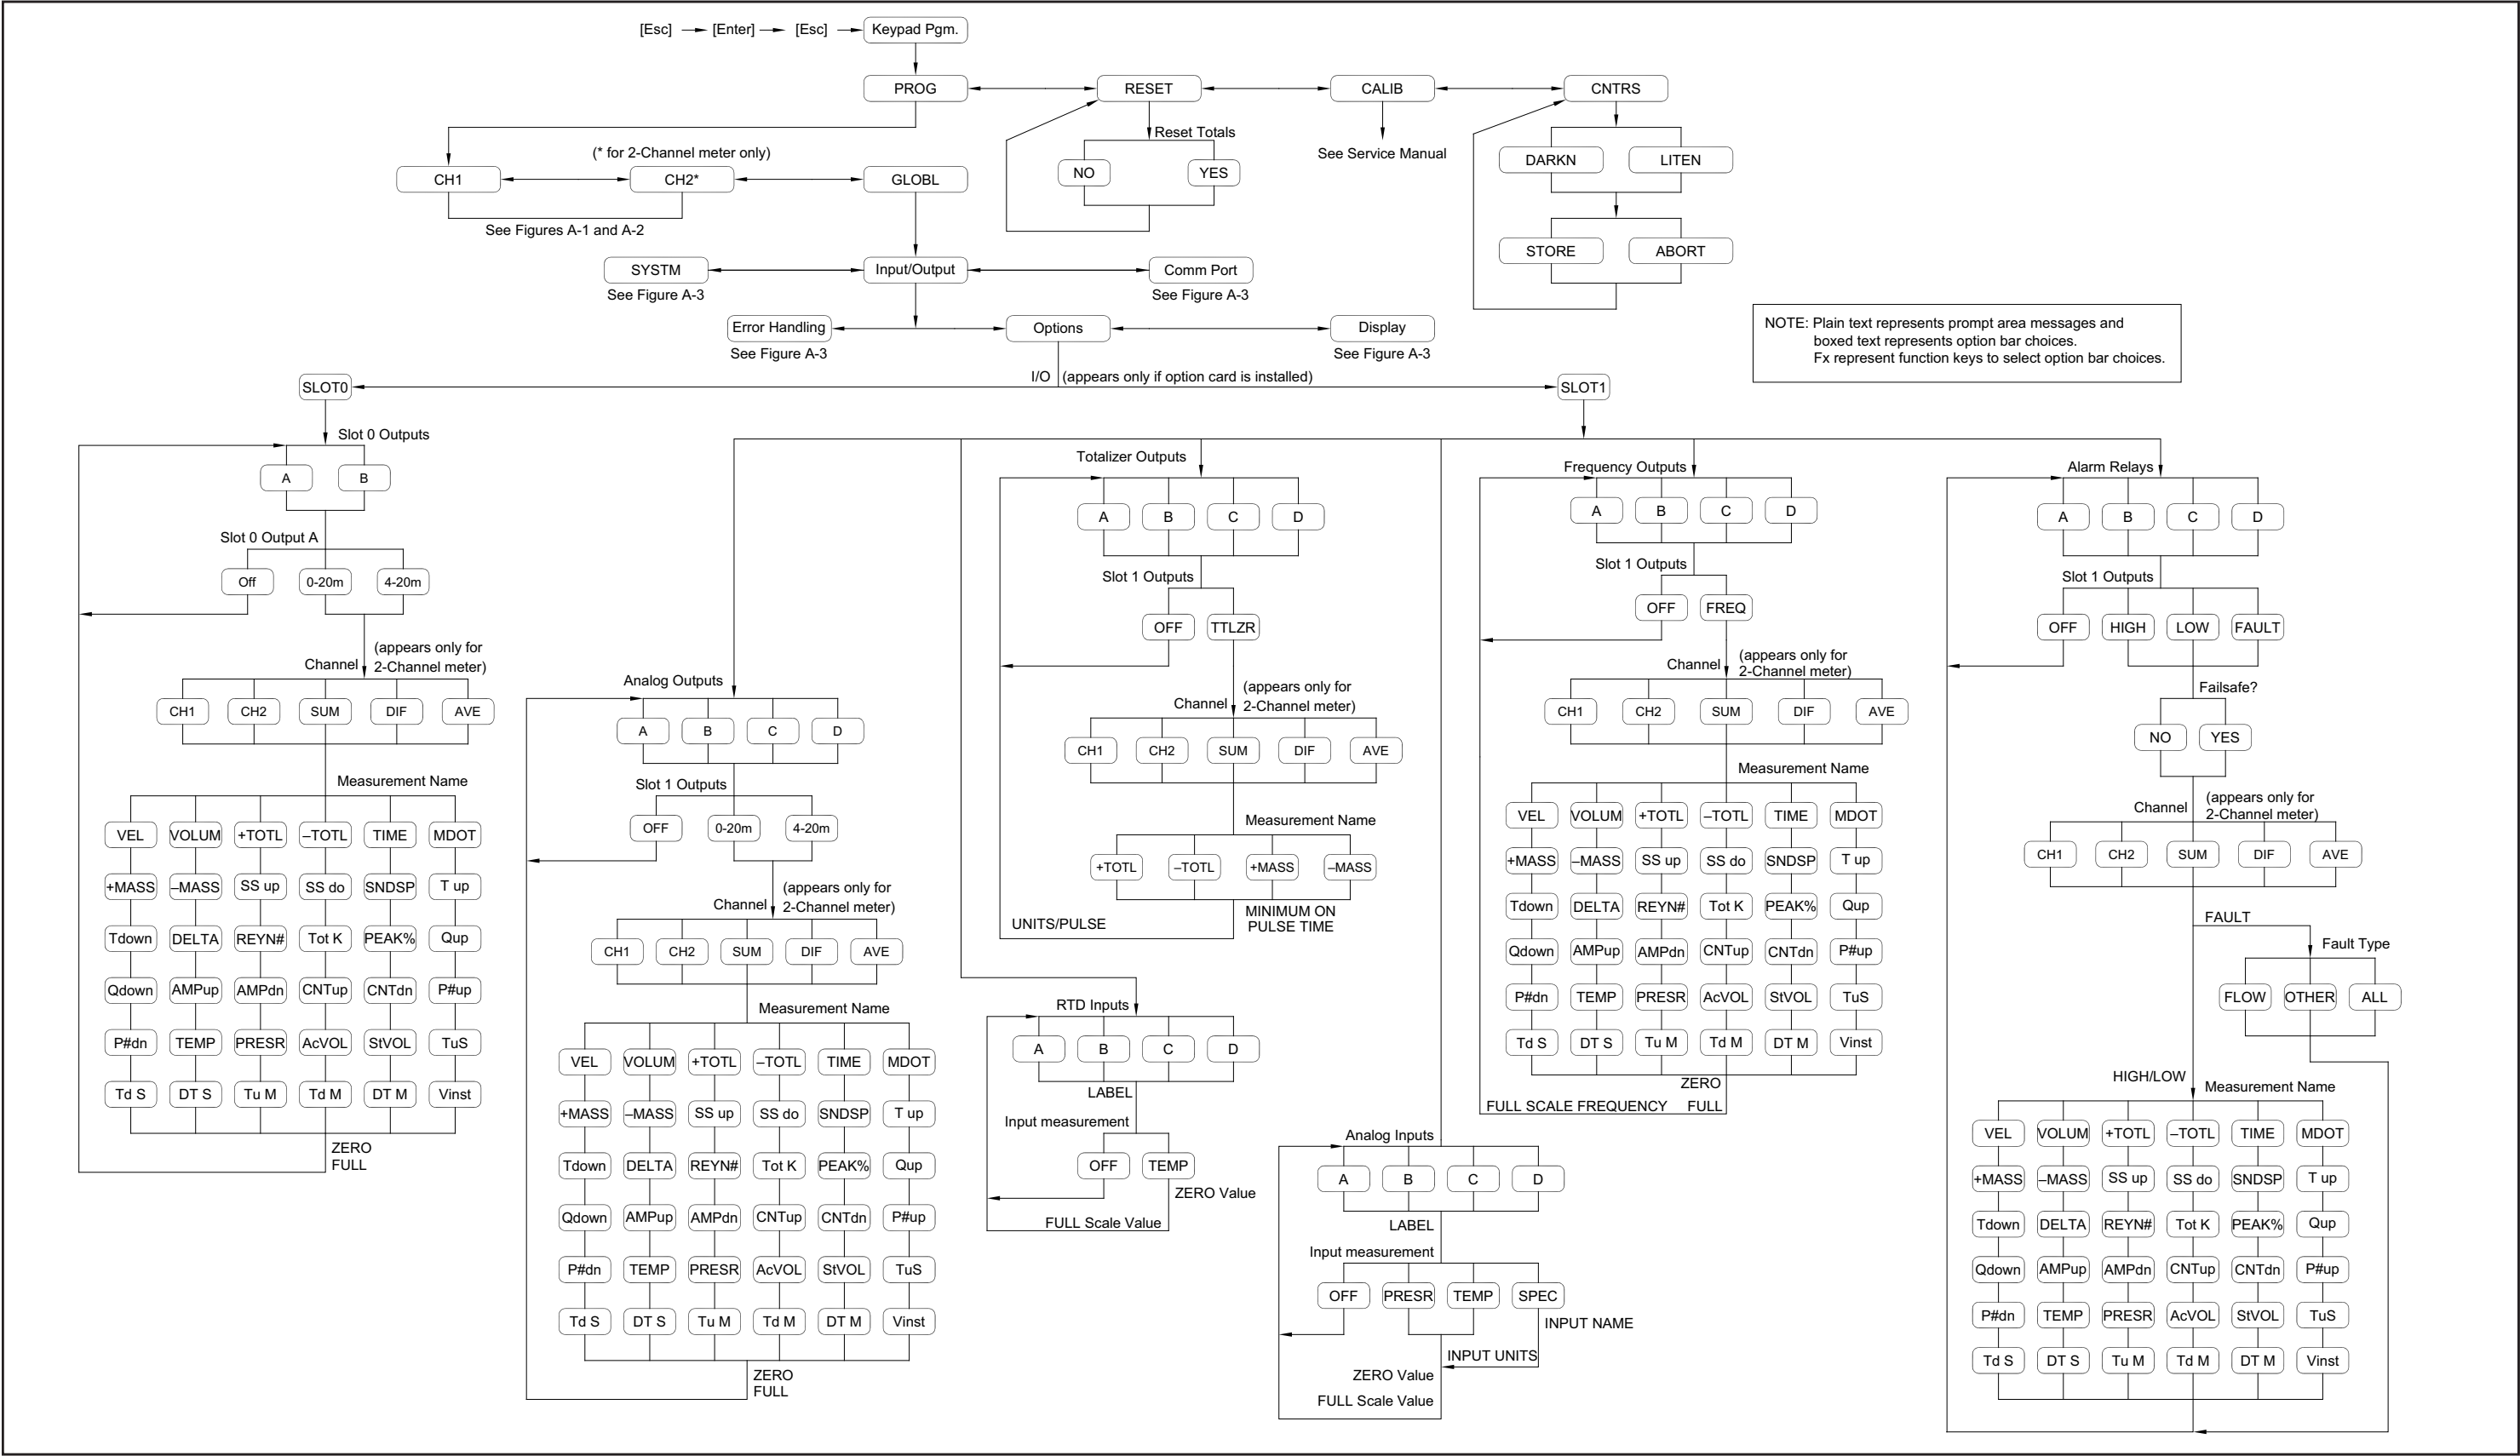 [Esc] [Enter] [Esc] Keypad Pgm.
PROG RESET CALIB CNTRS
Reset Totals
NO YES
See Service Manual
DARKN LITEN
STORE ABORT
(* for 2-Channel meter only)
CH1 CH2* GLOBL
See Figures A-1 and A-2
SYSTM Input/Output Comm Port
See Figure A-3 See Figure A-3
Error Handling Options Display
See Figure A-3 See Figure A-3
NOTE: Plain text represents prompt area messages and
boxed text represents option bar choices.
Fx represent function keys to select option bar choices.
SLOT0 I/O (appears only if option card is installed) SLOT1
Slot 0 Outputs
A B
Slot 0 Output A
Off 0-20m 4-20m
(appears only for
Channel 2-Channel meter)
CH1 CH2 SUM DIF AVE
Measurement Name
VEL VOLUM +TOTL –TOTL TIME MDOT
+MASS –MASS SS up SS do SNDSP T up
Tdown DELTA REYN# Tot K PEAK% Qup
Qdown AMPup AMPdn CNTup CNTdn P#up
P#dn TEMP PRESR AcVOL StVOL TuS
Td S DT S Tu M Td M DT M Vinst
ZERO
FULL
Analog Outputs
A B C D
Slot 1 Outputs
OFF 0-20m 4-20m
(appears only for
Channel 2-Channel meter)
CH1 CH2 SUM DIF AVE
Measurement Name
VEL VOLUM +TOTL –TOTL TIME MDOT
+MASS –MASS SS up SS do SNDSP T up
Tdown DELTA REYN# Tot K PEAK% Qup
Qdown AMPup AMPdn CNTup CNTdn P#up
P#dn TEMP PRESR AcVOL StVOL TuS
Td S DT S Tu M Td M DT M Vinst
ZERO
FULL
Totalizer Outputs
A B C D
Slot 1 Outputs
OFF TTLZR
(appears only for
Channel 2-Channel meter)
CH1 CH2 SUM DIF AVE
Measurement Name
+TOTL –TOTL +MASS –MASS
UNITS/PULSE MINIMUM ON
PULSE TIME
RTD Inputs
A B C D
LABEL
Input measurement
OFF TEMP
ZERO Value
FULL Scale Value
Analog Inputs
A B C D
LABEL
Input measurement
OFF PRESR TEMP SPEC
INPUT NAME
INPUT UNITS
ZERO Value
FULL Scale Value
Frequency Outputs
A B C D
Slot 1 Outputs
OFF FREQ
(appears only for
Channel 2-Channel meter)
CH1 CH2 SUM DIF AVE
Measurement Name
VEL VOLUM +TOTL –TOTL TIME MDOT
+MASS –MASS SS up SS do SNDSP T up
Tdown DELTA REYN# Tot K PEAK% Qup
Qdown AMPup AMPdn CNTup CNTdn P#up
P#dn TEMP PRESR AcVOL StVOL TuS
Td S DT S Tu M Td M DT M Vinst
ZERO
FULL SCALE FREQUENCY FULL
Alarm Relays
A B C D
Slot 1 Outputs
OFF HIGH LOW FAULT
Failsafe?
NO YES
(appears only for
Channel 2-Channel meter)
CH1 CH2 SUM DIF AVE
FAULT
Fault Type
FLOW OTHER ALL
HIGH/LOW
Measurement Name
VEL VOLUM +TOTL –TOTL TIME MDOT
+MASS –MASS SS up SS do SNDSP T up
Tdown DELTA REYN# Tot K PEAK% Qup
Qdown AMPup AMPdn CNTup CNTdn P#up
P#dn TEMP PRESR AcVOL StVOL TuS
Td S DT S Tu M Td M DT M Vinst